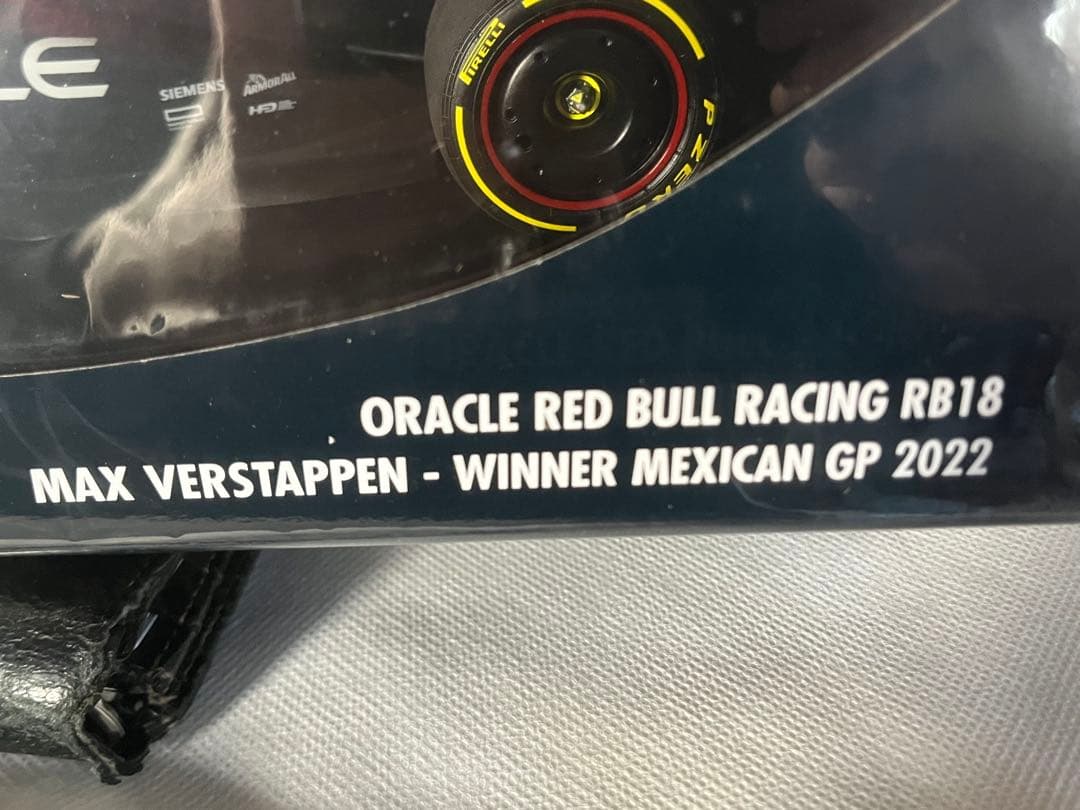 LE
SIEMENS
ARMORALL
PIRELLI
P ZERO
ORACLE RED BULL RACING RB18
MAX VERSTAPPEN - WINNER MEXICAN GP 2022